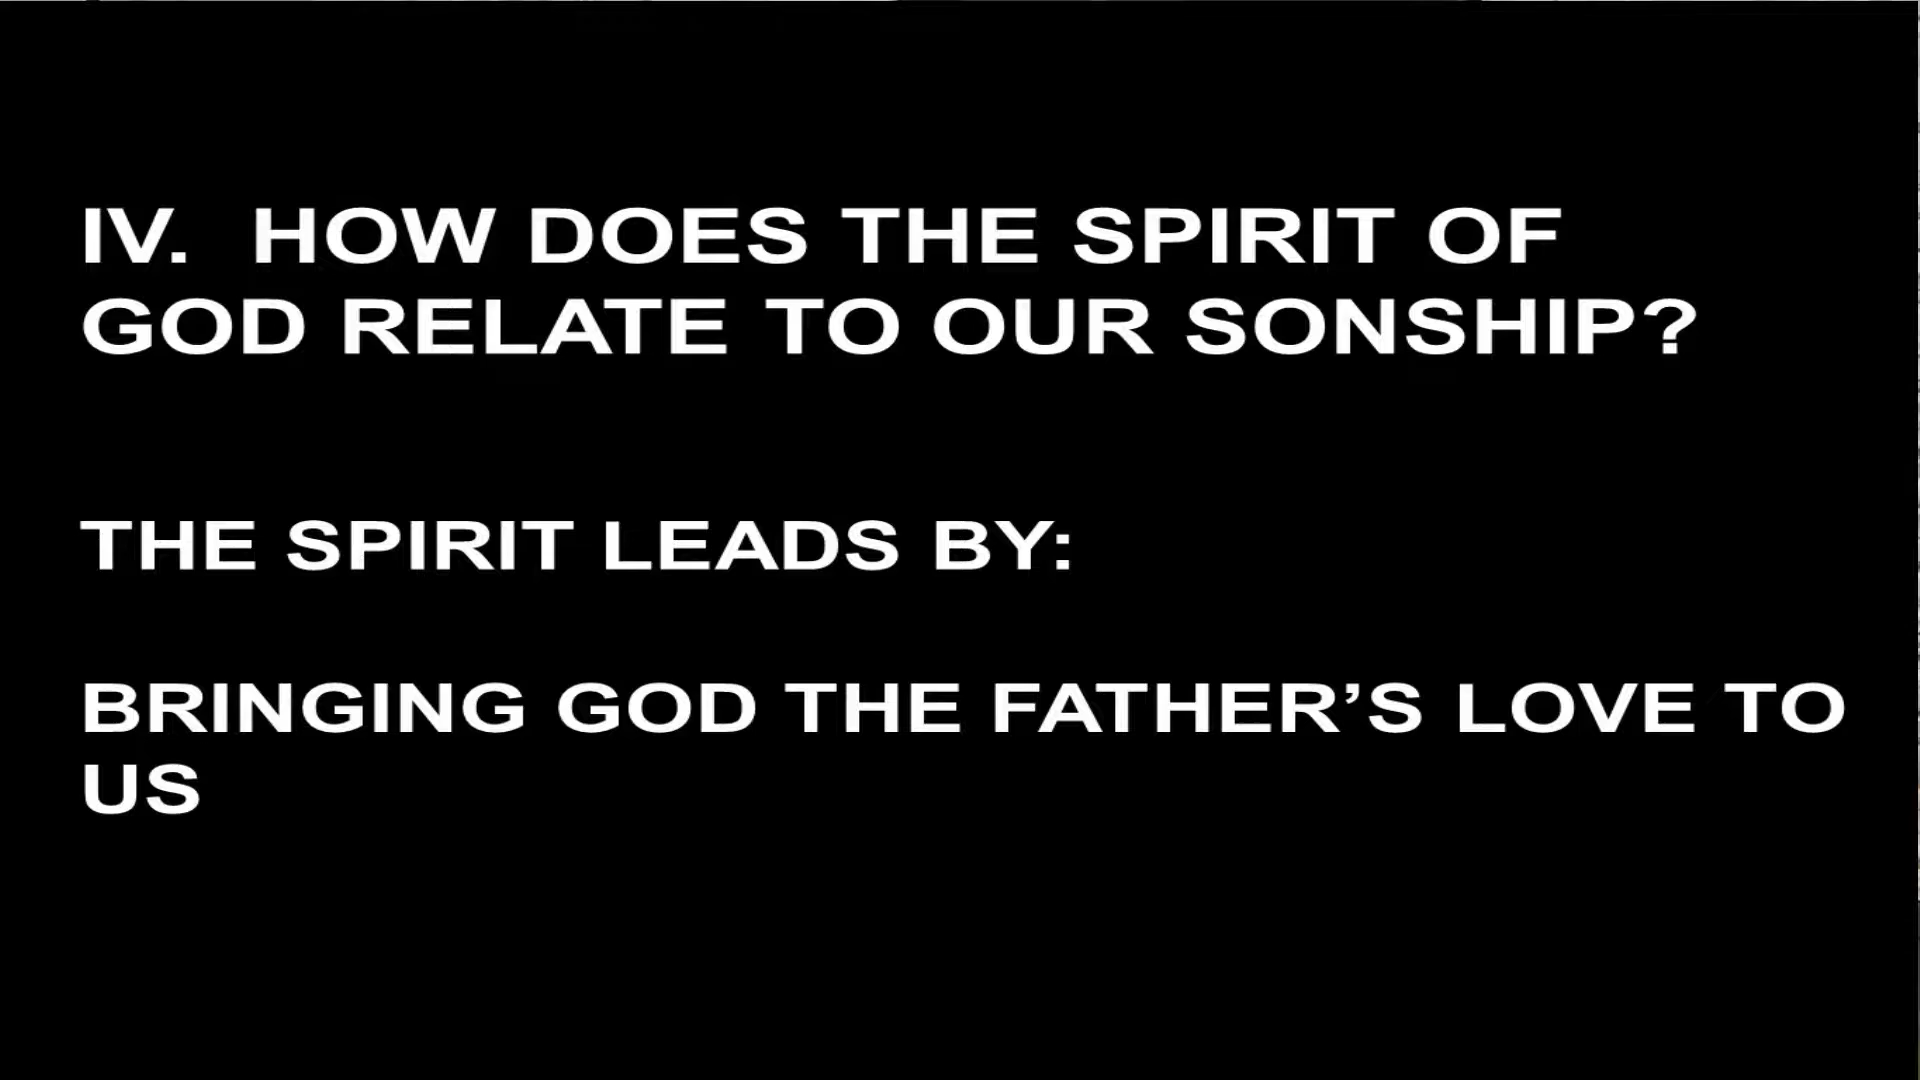 IV.  HOW DOES THE SPIRIT OF
GOD RELATE TO OUR SONSHIP?
THE SPIRIT LEADS BY:
BRINGING GOD THE FATHER’S LOVE TO
US